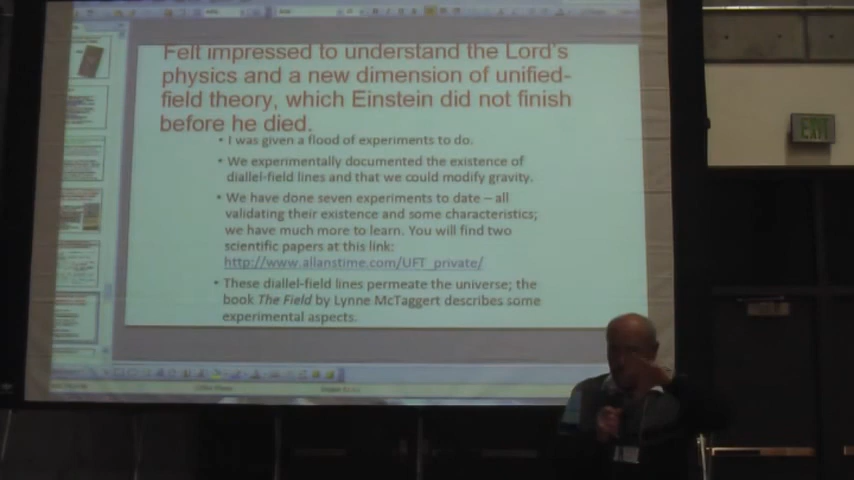 Felt impressed to understand the Lord's
physics and a new dimension of unified-
field theory, which Einstein did not finish
before he died.
• I was given a flood of experiments to do.
• We experimentally documented the existence of
diallel-field lines and that we could modify gravity.
• We have done seven experiments to date – all
validating their existence and some characteristics;
we have much more to learn. You will find two
scientific papers at this link:
http://www.allanstime.com/UFT_private/
• These diallel-field lines permeate the universe; the
book The Field by Lynne McTaggert describes some
experimental aspects.
EXIT